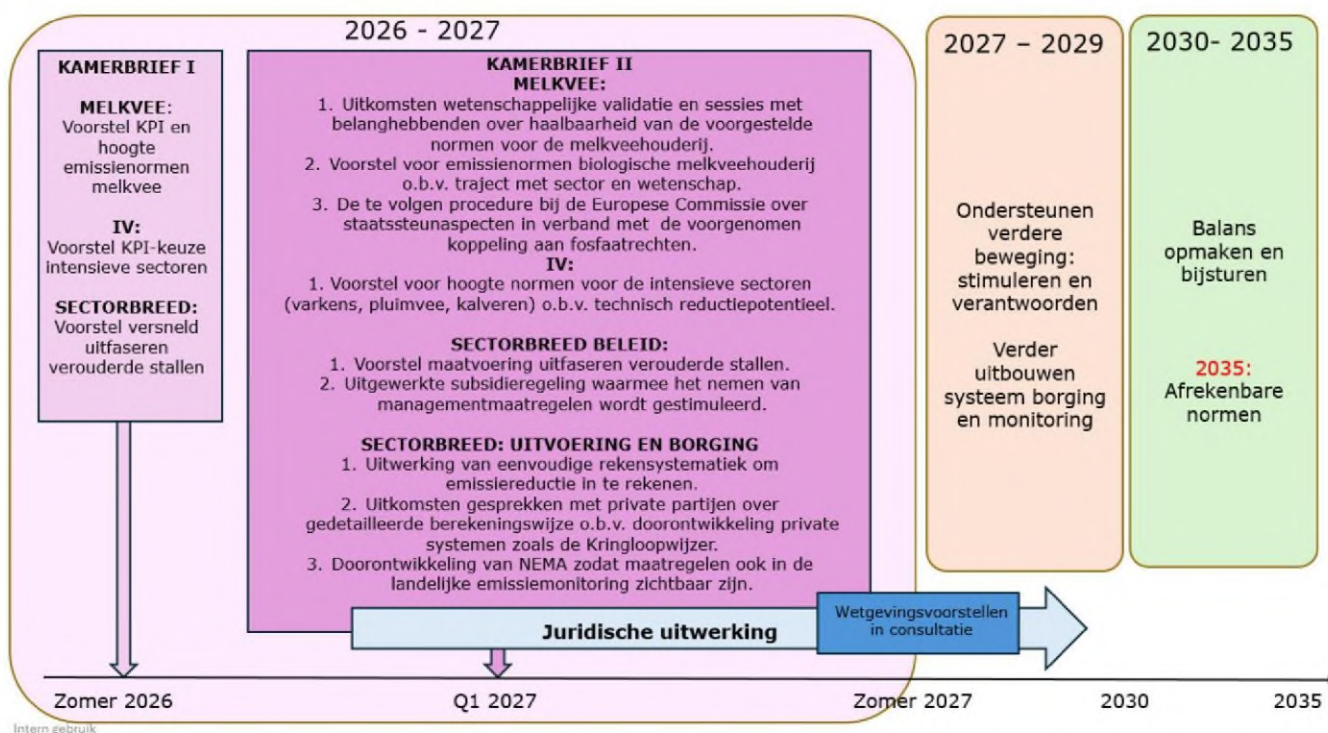 2026 - 2027
KAMERBRIEF I
MELKVEE:
Voorstel KPI en
hoogte
emissienormen
melkvee
IV:
Voorstel KPI-keuze
intensieve sectoren
SECTORBREED:
Voorstel versneld
uitfaseren
verouderde stallen
KAMERBRIEF II
MELKVEE:
1. Uitkomsten wetenschappelijke validatie en sessies met
belanghebbenden over haalbaarheid van de voorgestelde
normen voor de melkveehouderij.
2. Voorstel voor emissienormen biologische melkveehouderij
o.b.v. traject met sector en wetenschap.
3. De te volgen procedure bij de Europese Commissie over
staatssteunaspecten in verband met de voorgenomen
koppeling aan fosfaatrechten.
IV:
1. Voorstel voor hoogte normen voor de intensieve sectoren
(varkens, pluimvee, kalveren) o.b.v. technisch reductiepotentieel.
SECTORBREED BELEID:
1. Voorstel maatvoering uitfaseren verouderde stallen.
2. Uitgewerkte subsidieregeling waarmee het nemen van
managementmaatregelen wordt gestimuleerd.
SECTORBREED: UITVOERING EN BORGING
1. Uitwerking van eenvoudige rekensystematiek om
emissiereductie in te rekenen.
2. Uitkomsten gesprekken met private partijen over
gedetailleerde berekeningswijze o.b.v. doorontwikkeling private
systemen zoals de Kringloopwijzer.
3. Doorontwikkeling van NEMA zodat maatregelen ook in de
landelijke emissiemonitoring zichtbaar zijn.
2027 – 2029
Ondersteunen
verdere
beweging:
stimuleren en
verantwoorden
Verder
uitbouwen
systeem borging
en monitoring
2030- 2035
Balans
opmaken en
bijsturen
2035:
Afrekenbare
normen
Juridische uitwerking
Wetgevingsvoorstellen
in consultatie
Zomer 2026
Q1 2027
Zomer 2027
2030
2035
Intern gebruik